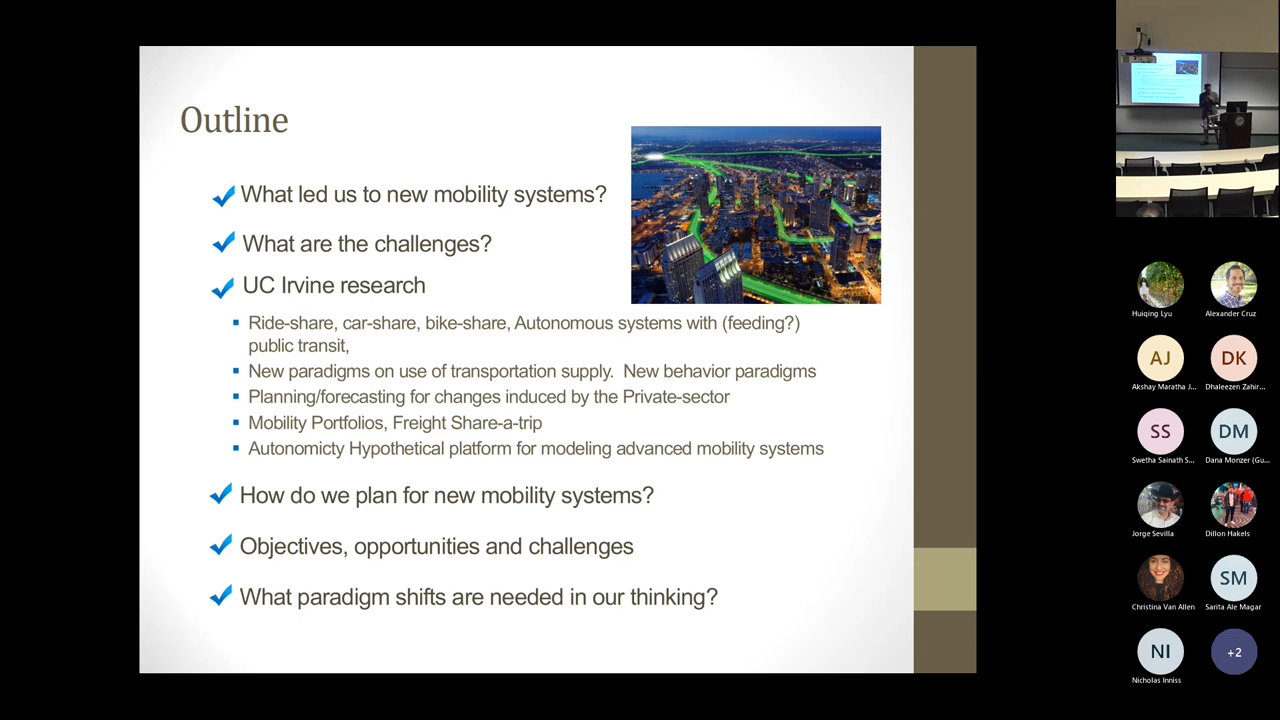 Outline
What led us to new mobility systems?
What are the challenges?
UC Irvine research
Ride-share, car-share, bike-share, Autonomous systems with (feeding?)
public transit,
New paradigms on use of transportation supply. New behavior paradigms
Planning/forecasting for changes induced by the Private-sector
Mobility Portfolios, Freight Share-a-trip
Autonomicty Hypothetical platform for modeling advanced mobility systems
How do we plan for new mobility systems?
Objectives, opportunities and challenges
What paradigm shifts are needed in our thinking?
Huiqing Lyu
Alexander Cruz
AJ
Akshay Maratha J...
DK
Dhaleezen Zahir...
SS
Swetha Sainath S...
DM
Dana Monzer (Gu...
Jorge Sevilla
Dillon Hakels
Christina Van Allen
SM
Sarita Ale Magar
NI
Nicholas Inniss
+2